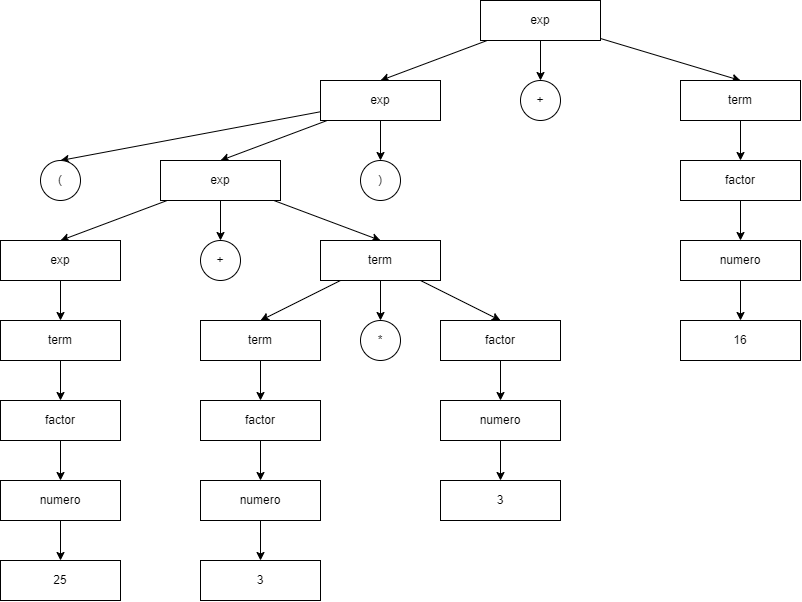 exp
exp
+
term
(
exp
)
factor
exp
+
term
numero
term
term
*
factor
16
factor
factor
numero
numero
numero
3
25
3